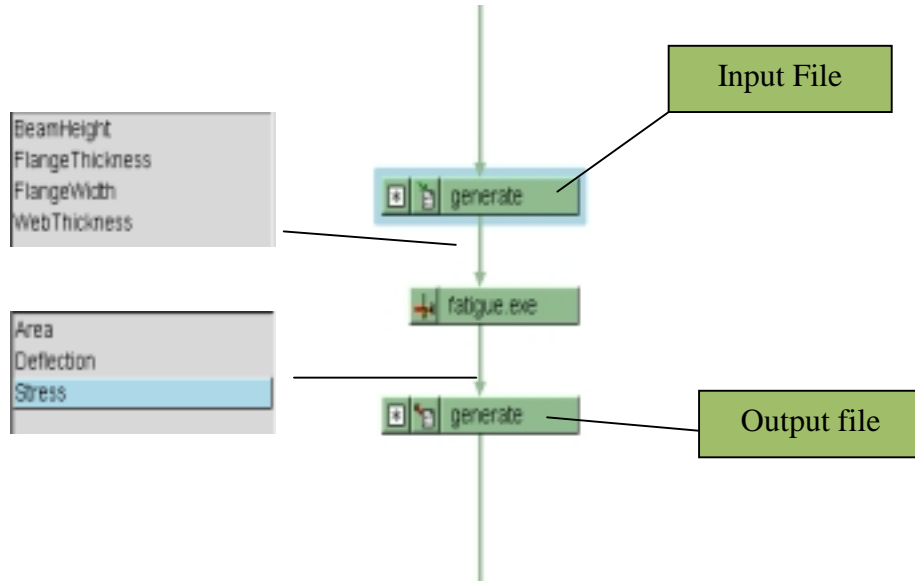 Input File
BeamHeight
FlangeThickness
FlangeWidth
WebThickness
generate
fatigue.exe
Area
Deflection
Stress
generate
Output file